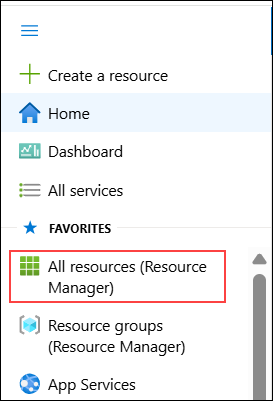 Create a resource
Home
Dashboard
All services
FAVORITES
All resources (Resource
Manager)
Resource groups
(Resource Manager)
App Services